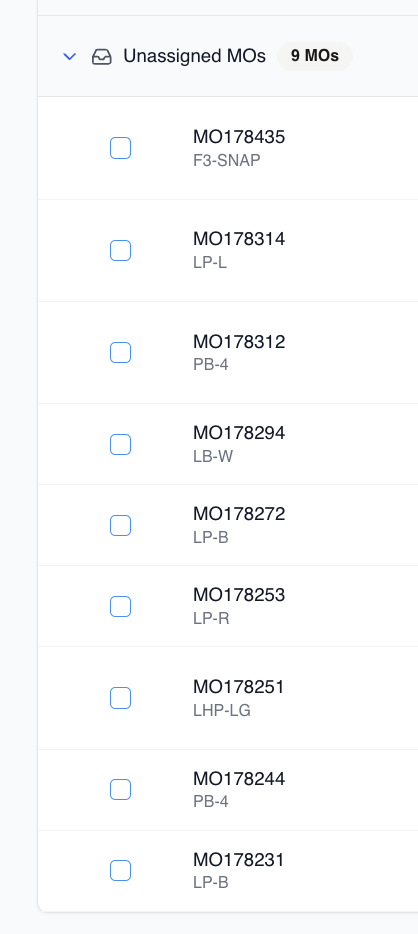 Unassigned MOs 9 MOs
MO178435
F3-SNAP
MO178314
LP-L
MO178312
PB-4
MO178294
LB-W
MO178272
LP-B
MO178253
LP-R
MO178251
LHP-LG
MO178244
PB-4
MO178231
LP-B